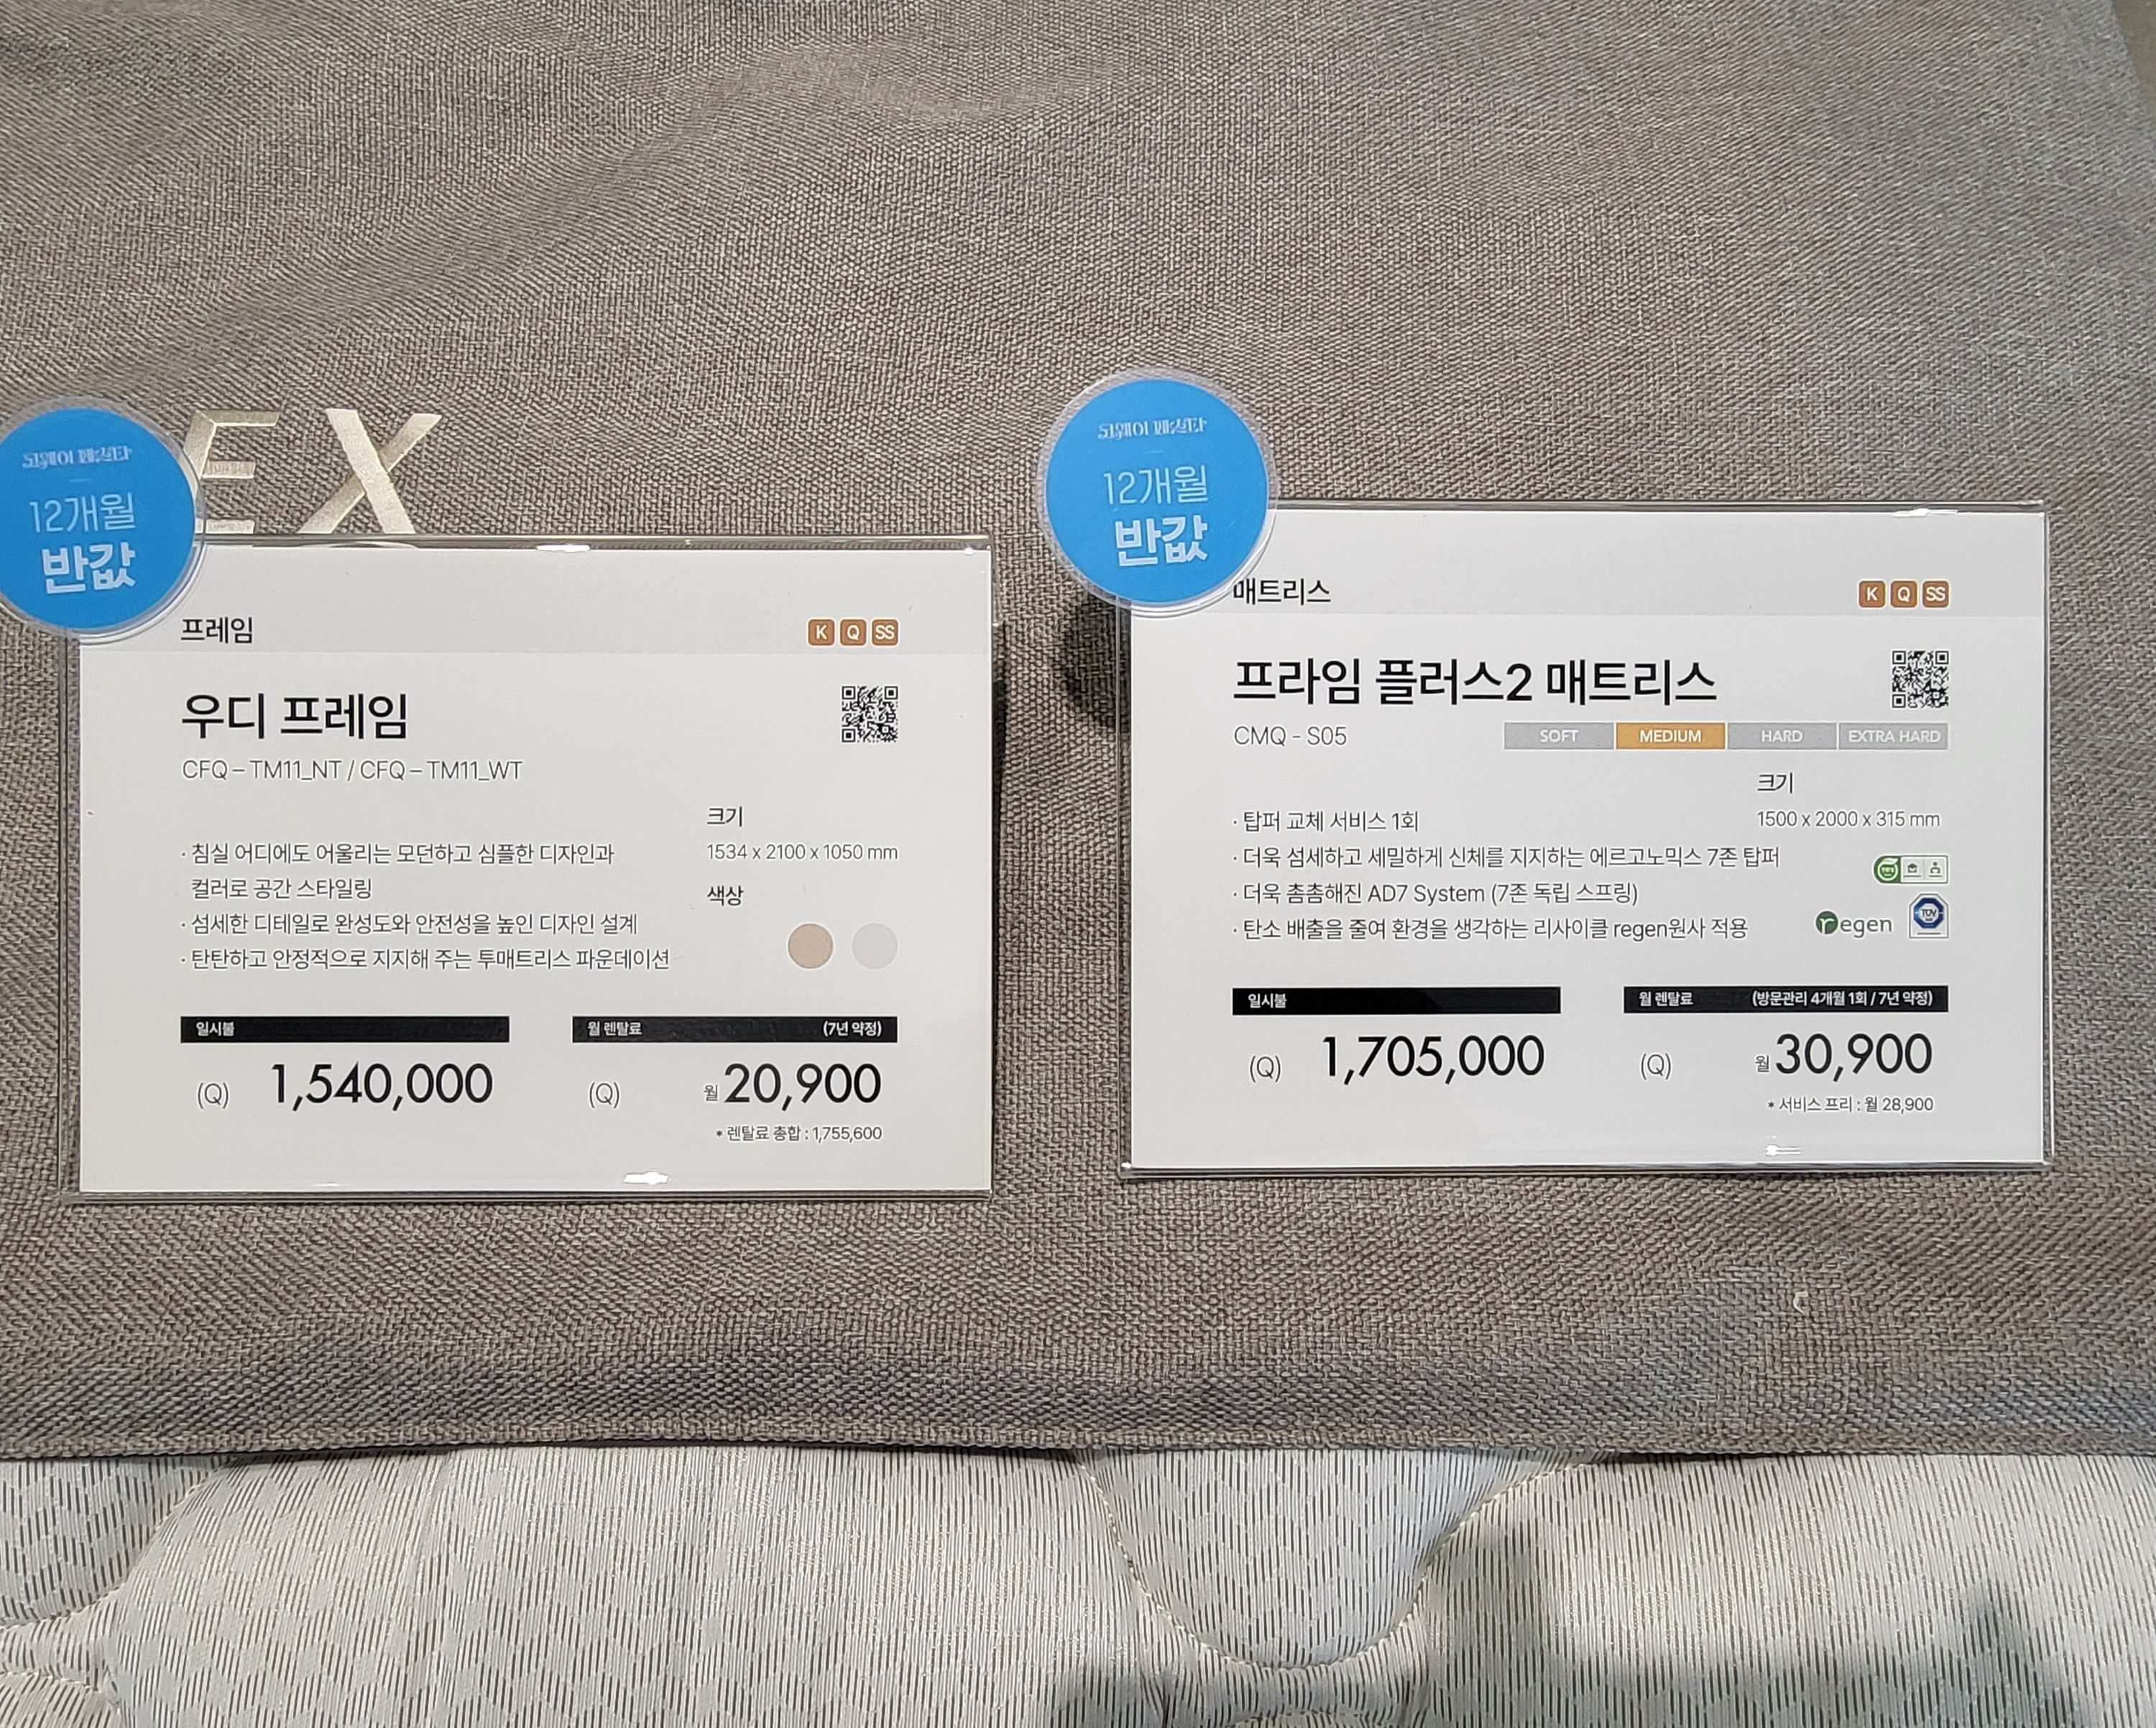 EX
코웨이 페스타
12개월
반값
프레임
K Q SS
우디 프레임
CFQ – TM11_NT / CFQ – TM11_WT
· 침실 어디에도 어울리는 모던하고 심플한 디자인과
컬러로 공간 스타일링
· 섬세한 디테일로 완성도와 안전성을 높인 디자인 설계
· 탄탄하고 안정적으로 지지해 주는 투매트리스 파운데이션
크기
1534 x 2100 x 1050 mm
색상
일시불
(Q) 1,540,000
월 렌탈료 (7년 약정)
(Q) 월 20,900
* 렌탈료 총합 : 1,755,600
코웨이 페스타
12개월
반값
매트리스
K Q SS
프라임 플러스2 매트리스
CMQ - S05
SOFT MEDIUM HARD EXTRA HARD
크기
1500 x 2000 x 315 mm
· 탑퍼 교체 서비스 1회
· 더욱 섬세하고 세밀하게 신체를 지지하는 에르고노믹스 7존 탑퍼
· 더욱 촘촘해진 AD7 System (7존 독립 스프링)
· 탄소 배출을 줄여 환경을 생각하는 리사이클 regen원사 적용
regen
TÜV
일시불
(Q) 1,705,000
월 렌탈료 (방문관리 4개월 1회 / 7년 약정)
(Q) 월 30,900
* 서비스 프리 : 월 28,900